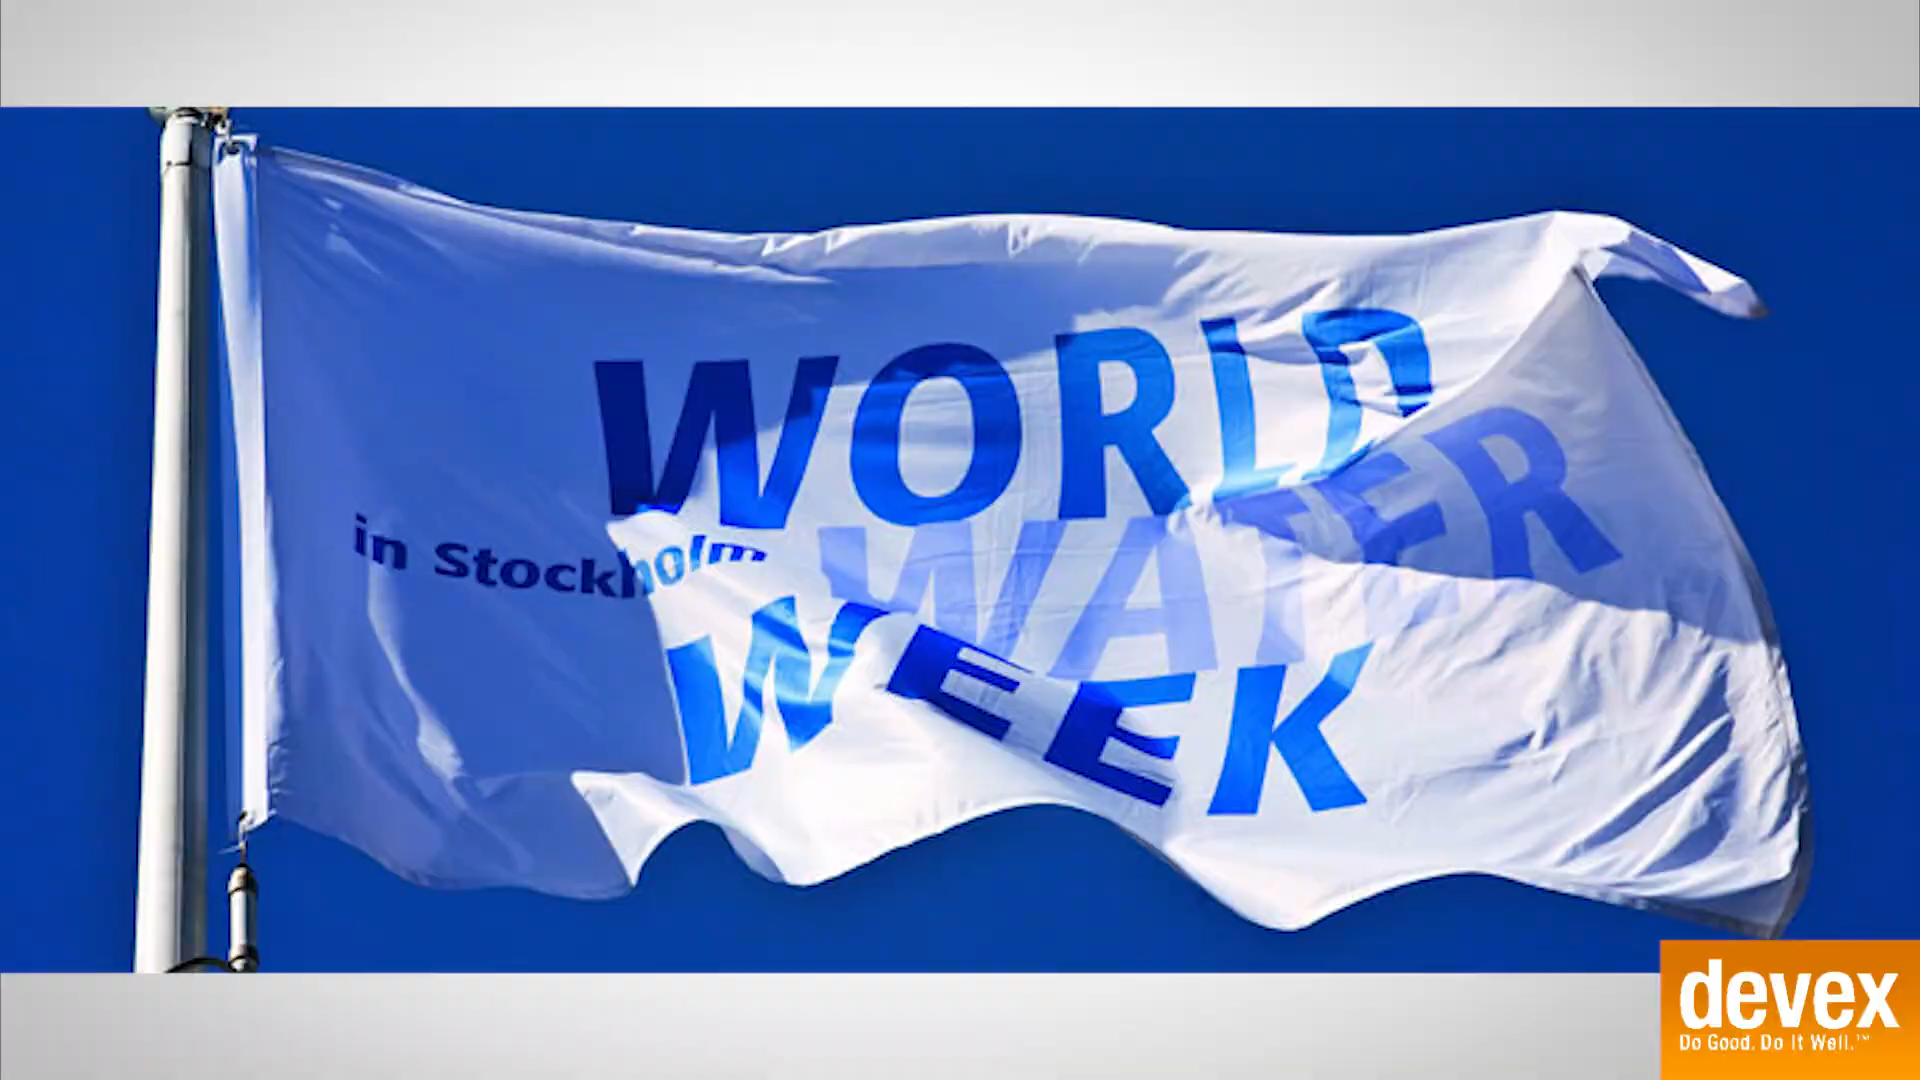 WORLD
in Stockholm
WATER
WEEK
devex
Do Good. Do It Well.™